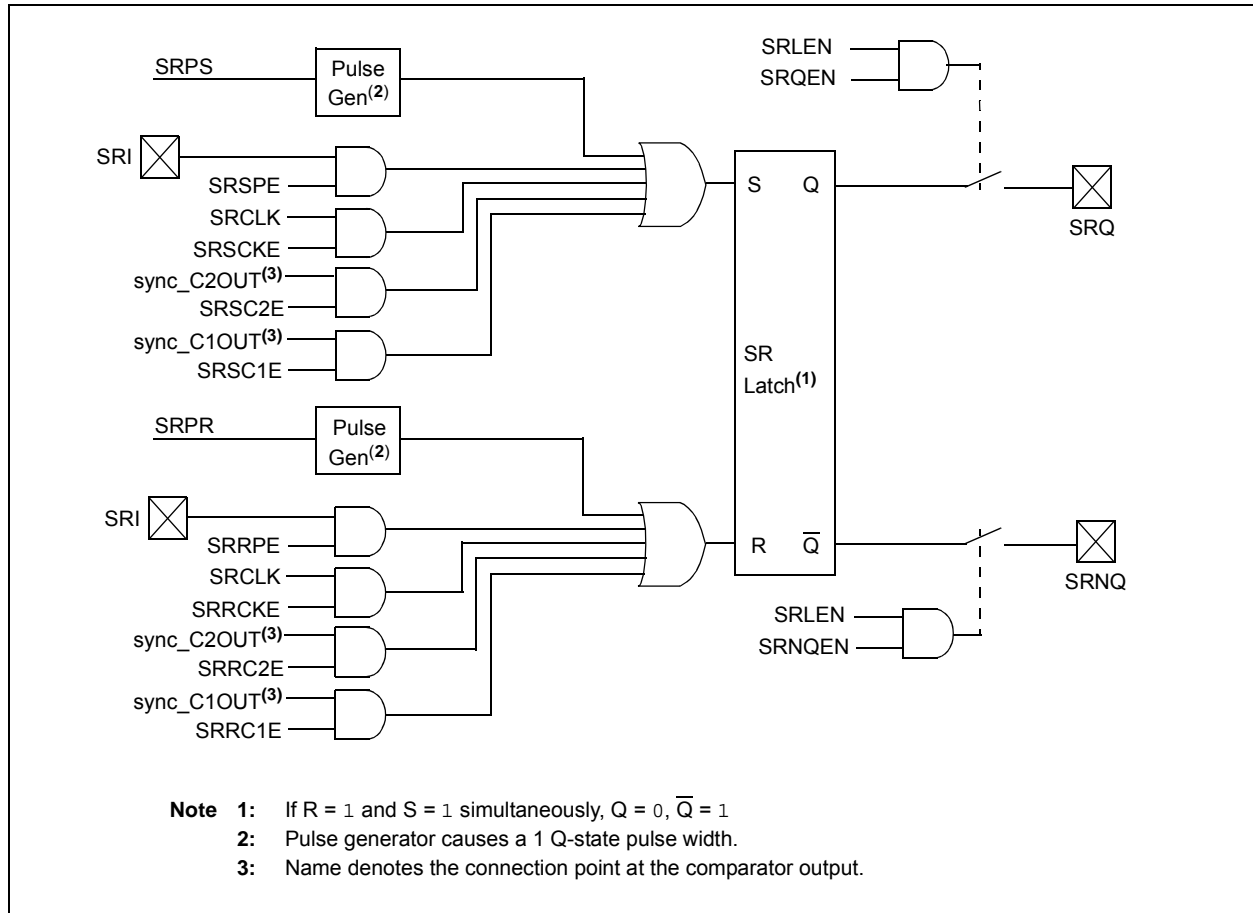 SRPS
Pulse
Gen(2)
SRI
SRSPE
SRCLK
SRSCKE
sync_C2OUT(3)
SRSC2E
sync_C1OUT(3)
SRSC1E
SRPR
Pulse
Gen(2)
SRI
SRRPE
SRCLK
SRRCKE
sync_C2OUT(3)
SRRC2E
sync_C1OUT(3)
SRRC1E
S Q
SR
Latch(1)
R Q̅
SRLEN
SRQEN
SRQ
SRLEN
SRNQEN
SRNQ
Note 1: If R = 1 and S = 1 simultaneously, Q = 0, Q̅ = 1
2: Pulse generator causes a 1 Q-state pulse width.
3: Name denotes the connection point at the comparator output.